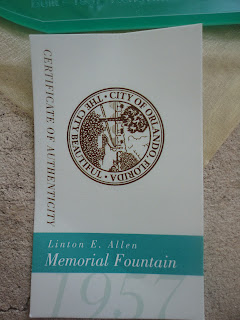 CERTIFICATE OF AUTHENTICITY
· CITY OF ORLANDO, FLORIDA ·
THE CITY BEAUTIFUL
Linton E. Allen
Memorial Fountain
1957